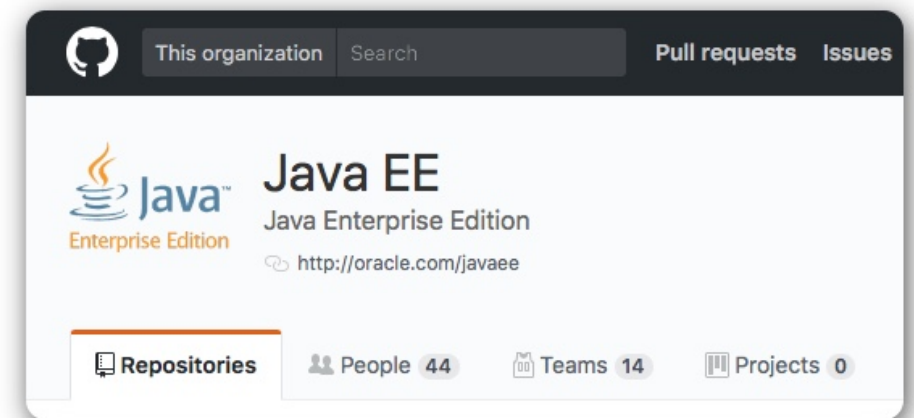 This organization Search Pull requests Issues
Java™
Enterprise Edition
Java EE
Java Enterprise Edition
http://oracle.com/javaee
Repositories People 44 Teams 14 Projects 0